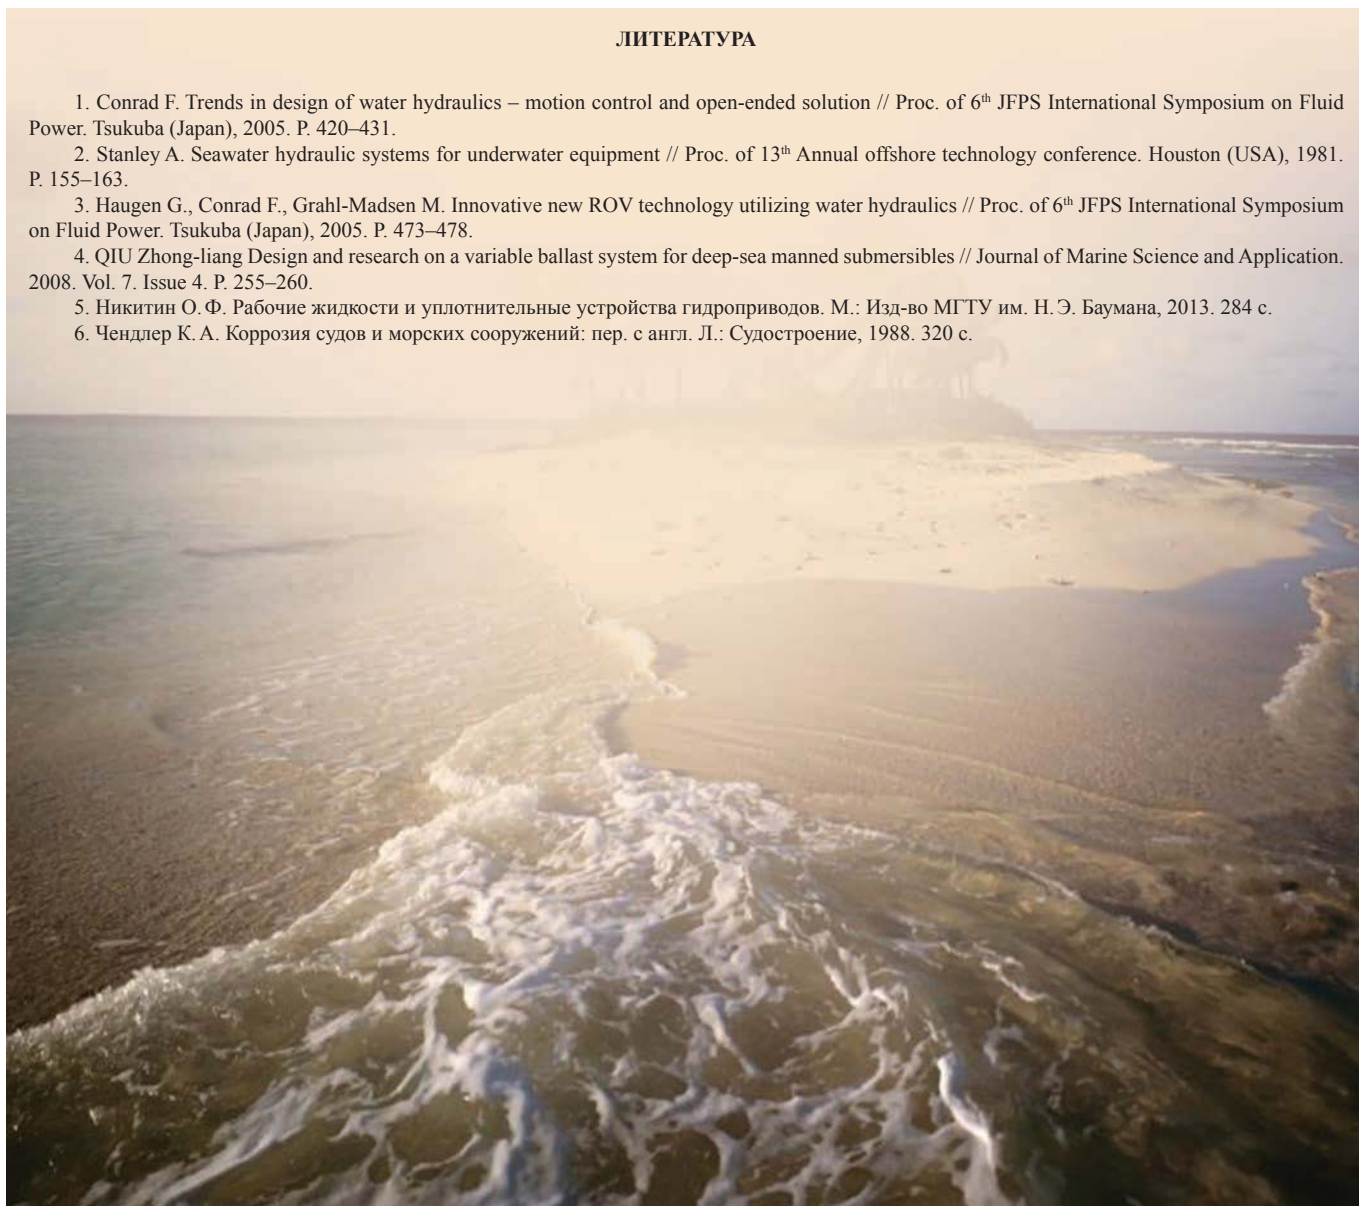 ЛИТЕРАТУРА
1. Conrad F. Trends in design of water hydraulics – motion control and open-ended solution // Proc. of 6th JFPS International Symposium on Fluid
Power. Tsukuba (Japan), 2005. P. 420–431.
2. Stanley A. Seawater hydraulic systems for underwater equipment // Proc. of 13th Annual offshore technology conference. Houston (USA), 1981.
P. 155–163.
3. Haugen G., Conrad F., Grahl-Madsen M. Innovative new ROV technology utilizing water hydraulics // Proc. of 6th JFPS International Symposium
on Fluid Power. Tsukuba (Japan), 2005. P. 473–478.
4. QIU Zhong-liang Design and research on a variable ballast system for deep-sea manned submersibles // Journal of Marine Science and Application.
2008. Vol. 7. Issue 4. P. 255–260.
5. Никитин О. Ф. Рабочие жидкости и уплотнительные устройства гидроприводов. М.: Изд-во МГТУ им. Н. Э. Баумана, 2013. 284 с.
6. Чендлер К. А. Коррозия судов и морских сооружений: пер. с англ. Л.: Судостроение, 1988. 320 с.